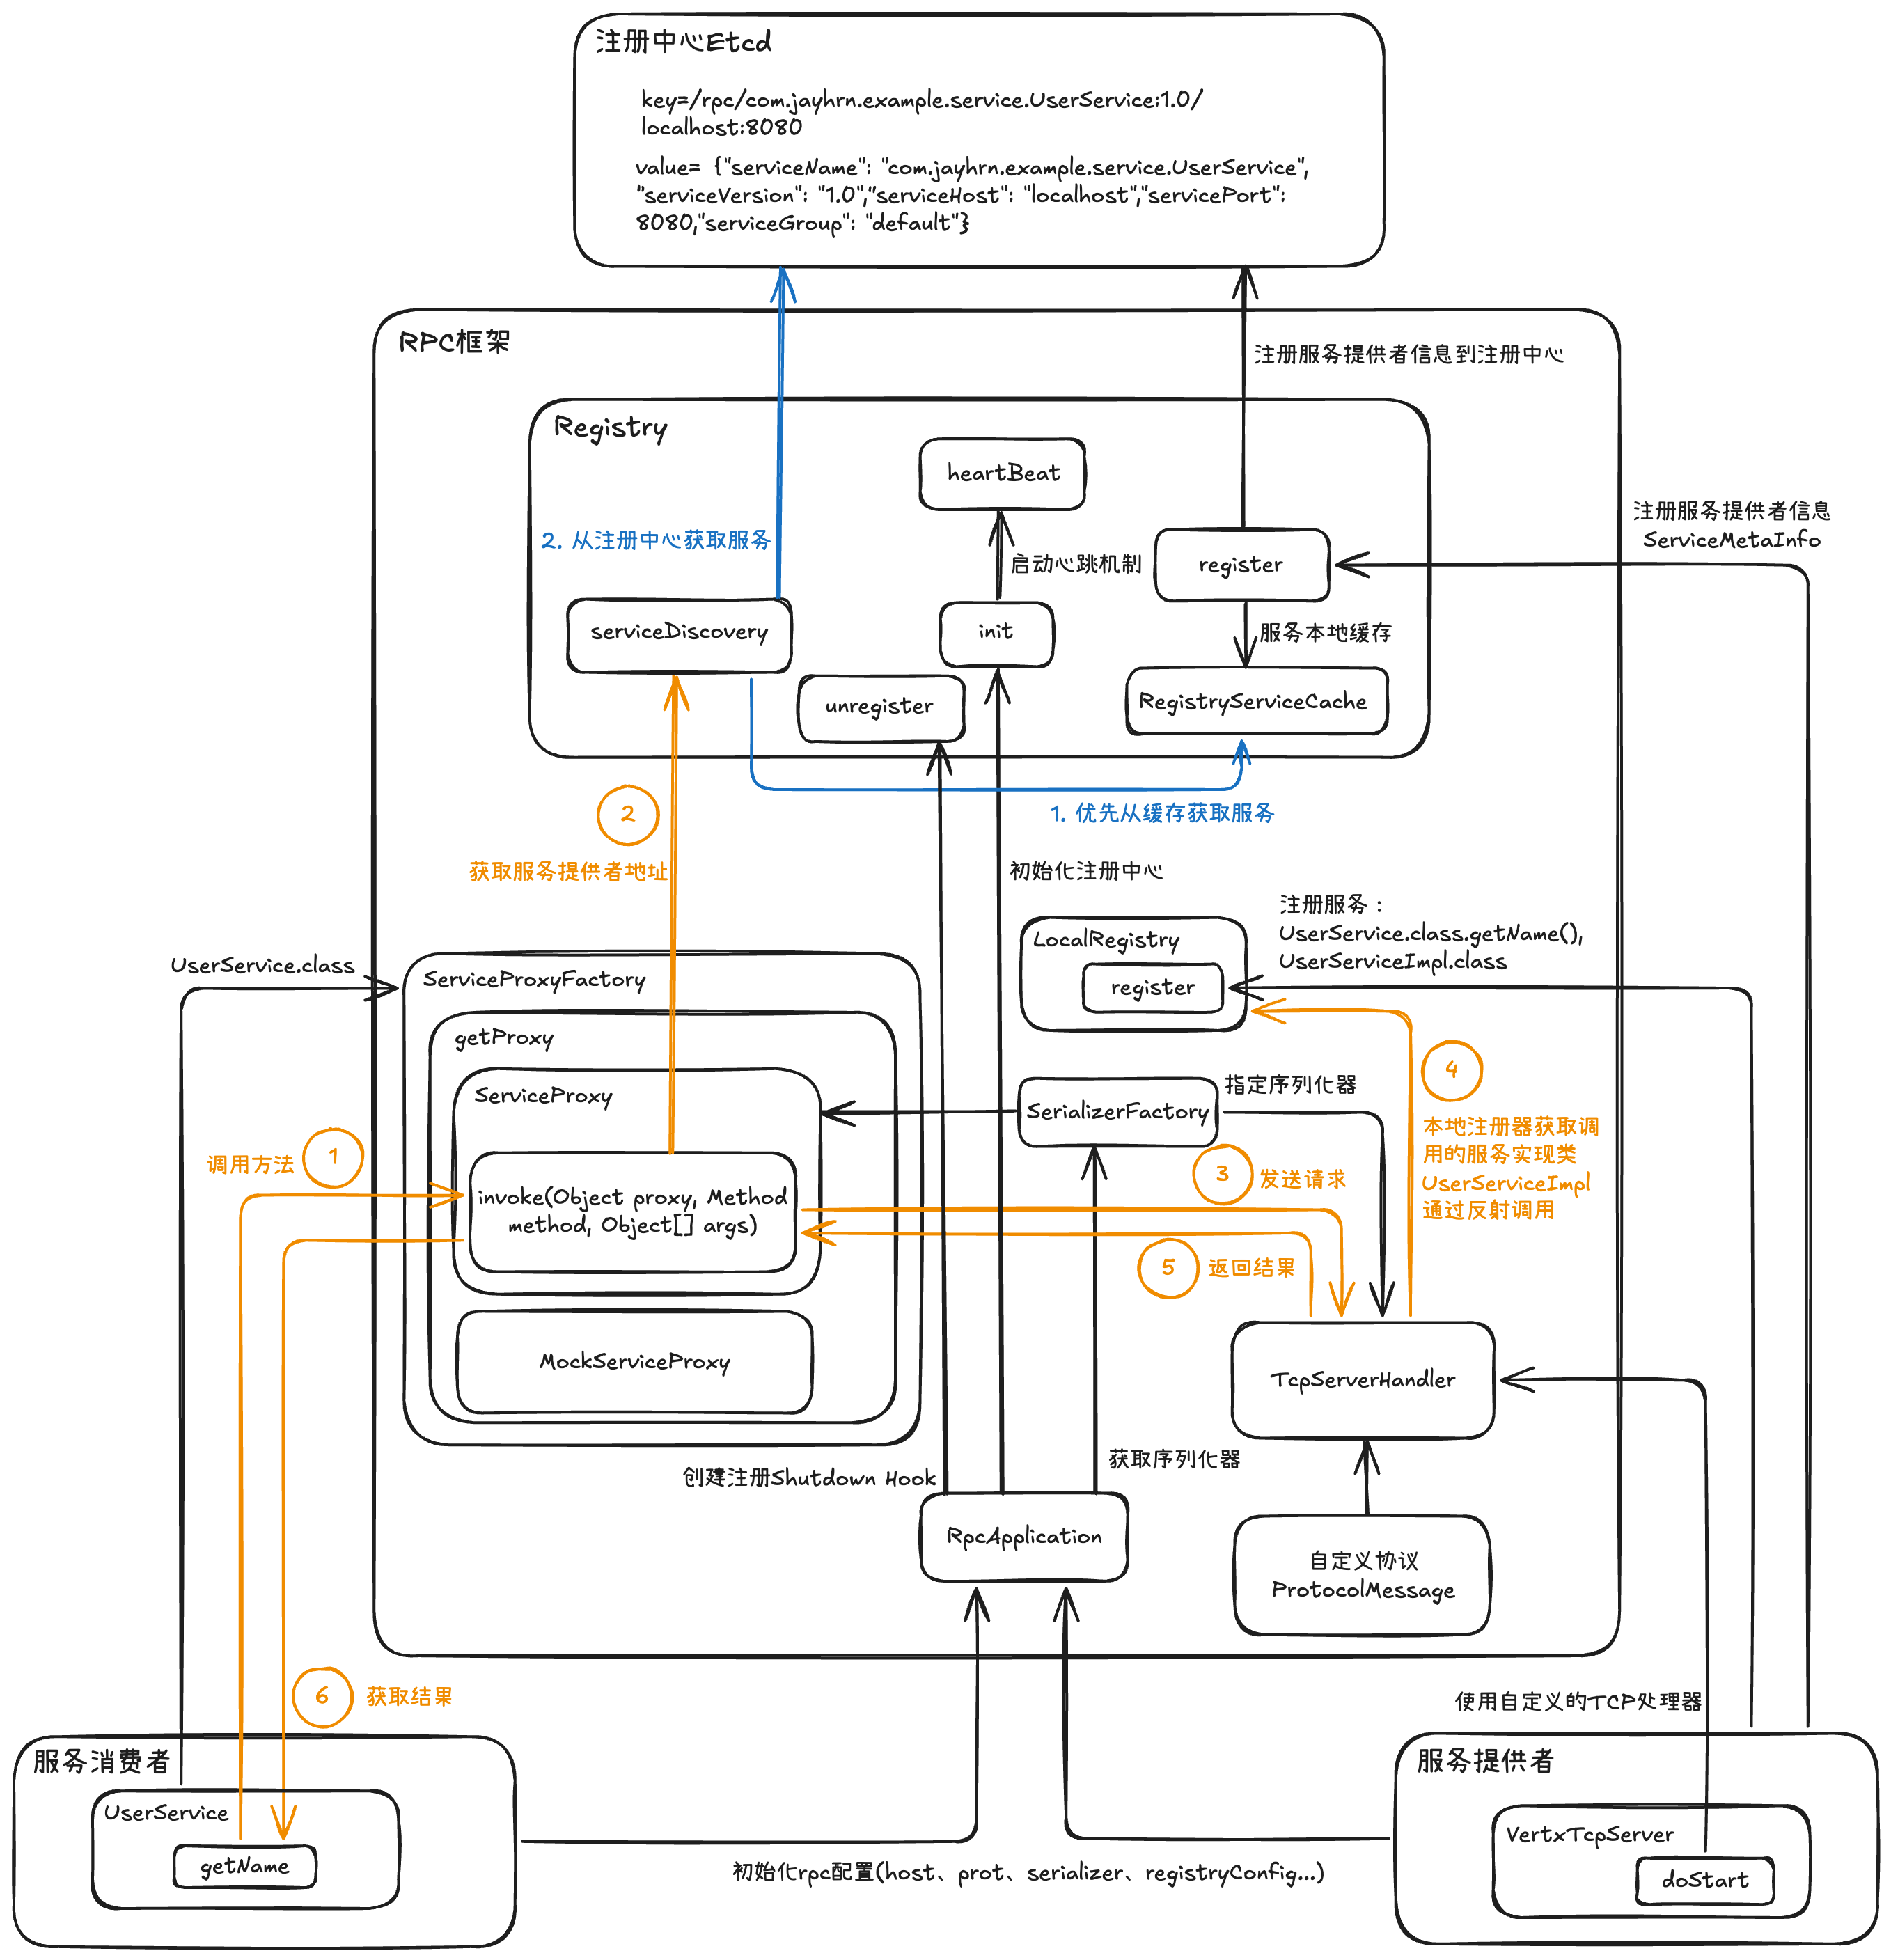 注册中心Etcd
key=/rpc/com.jayhrn.example.service.UserService:1.0/
localhost:8080
value= {"serviceName": "com.jayhrn.example.service.UserService",
"serviceVersion": "1.0","serviceHost": "localhost","servicePort":
8080,"serviceGroup": "default"}
RPC框架
注册服务提供者信息到注册中心
Registry
heartBeat
注册服务提供者信息
ServiceMetaInfo
2. 从注册中心获取服务
启动心跳机制
register
serviceDiscovery
init
服务本地缓存
unregister
RegistryServiceCache
2
1. 优先从缓存获取服务
获取服务提供者地址
初始化注册中心
注册服务：
UserService.class.getName(),
UserServiceImpl.class
LocalRegistry
register
UserService.class
ServiceProxyFactory
getProxy
ServiceProxy
SerializerFactory
指定序列化器
4
本地注册器获取调
用的服务实现类
UserServiceImpl
通过反射调用
调用方法
1
3
发送请求
invoke(Object proxy, Method
method, Object[] args)
5
返回结果
MockServiceProxy
TcpServerHandler
获取序列化器
创建注册Shutdown Hook
RpcApplication
自定义协议
ProtocolMessage
6
获取结果
使用自定义的TCP处理器
服务消费者
UserService
getName
服务提供者
VertxTcpServer
doStart
初始化rpc配置(host、prot、serializer、registryConfig...)